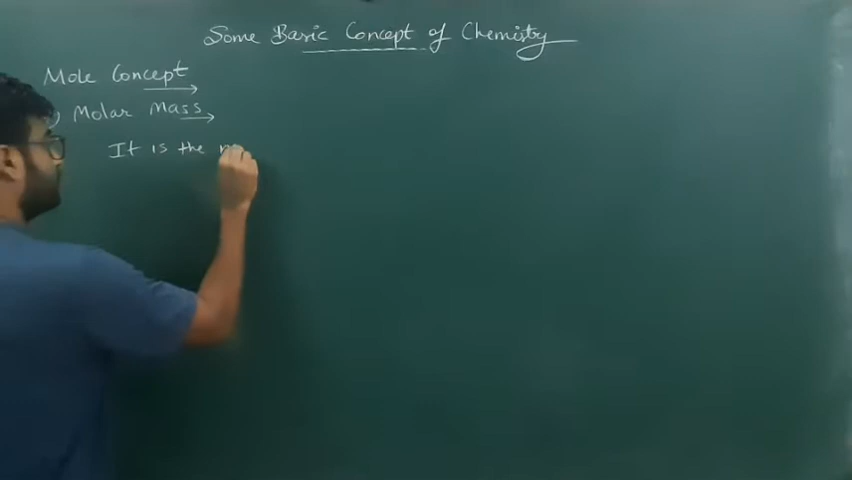 Some Basic Concept of Chemistry
Mole Concept
Molar Mass
It is the